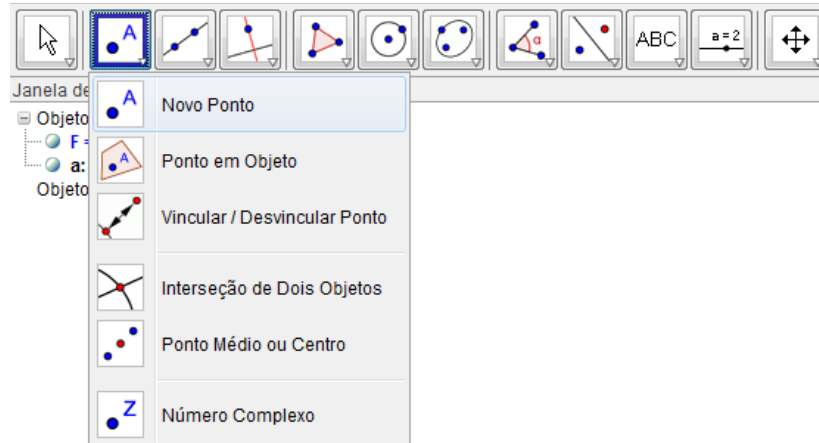 A
α
ABC
a=2
Janela de
Objeto
F =
a:
Objeto
A
Novo Ponto
A
Ponto em Objeto
Vincular / Desvincular Ponto
Interseção de Dois Objetos
Ponto Médio ou Centro
Z
Número Complexo